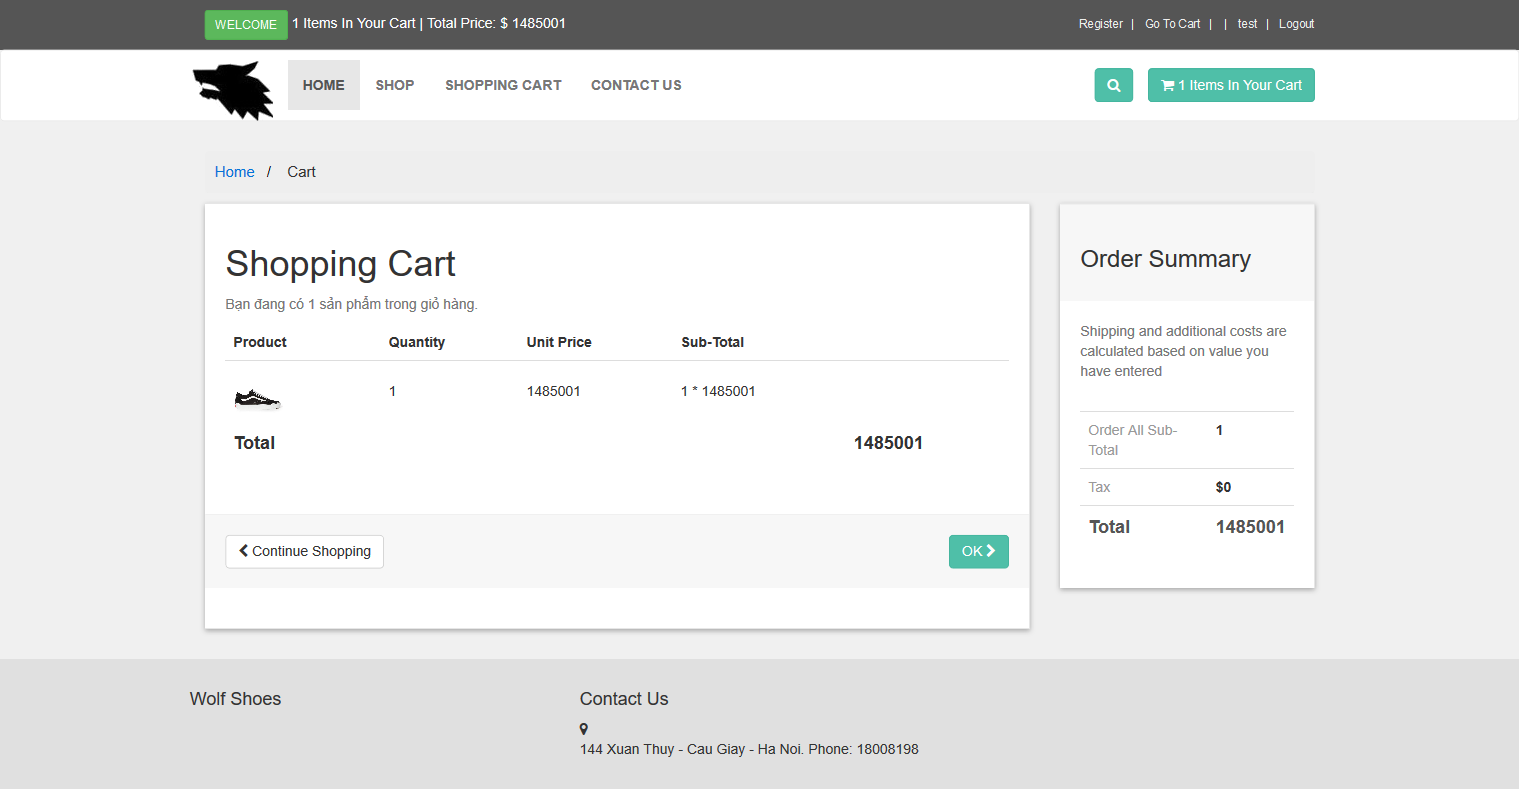 WELCOME 1 Items In Your Cart | Total Price: $ 1485001
Register | Go To Cart | | test | Logout
HOME SHOP SHOPPING CART CONTACT US
1 Items In Your Cart
Home / Cart
Shopping Cart
Bạn đang có 1 sản phẩm trong giỏ hàng.
Product Quantity Unit Price Sub-Total
1 1485001 1 * 1485001
Total 1485001
Continue Shopping
OK
Order Summary
Shipping and additional costs are
calculated based on value you
have entered
Order All Sub- 1
Total
Tax $0
Total 1485001
Wolf Shoes
Contact Us
144 Xuan Thuy - Cau Giay - Ha Noi. Phone: 18008198